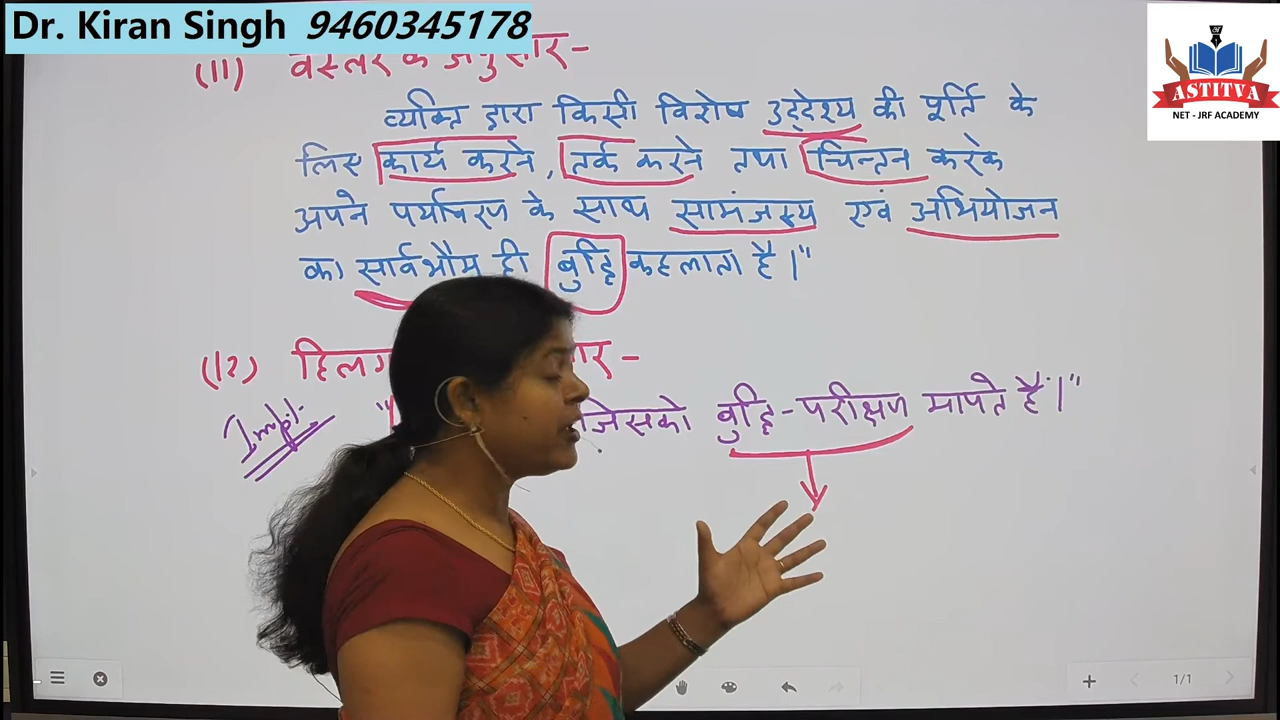 Dr. Kiran Singh 9460345178
ASTITVA
NET - JRF ACADEMY
(11) वेस्लर के अनुसार-
व्यक्ति द्वारा किसी विशेष उद्देश्य की पूर्ति के
लिए कार्य करने, तर्क करने तथा चिन्तन करके
अपने पर्यावरण के साथ सामंजस्य एवं अभियोजन
का सार्वभौम ही बुद्धि कहलाता है।"
(12) हिलग
ार-
Impt.
" जिसको बुद्धि-परीक्षण मापते हैं।"
1/1